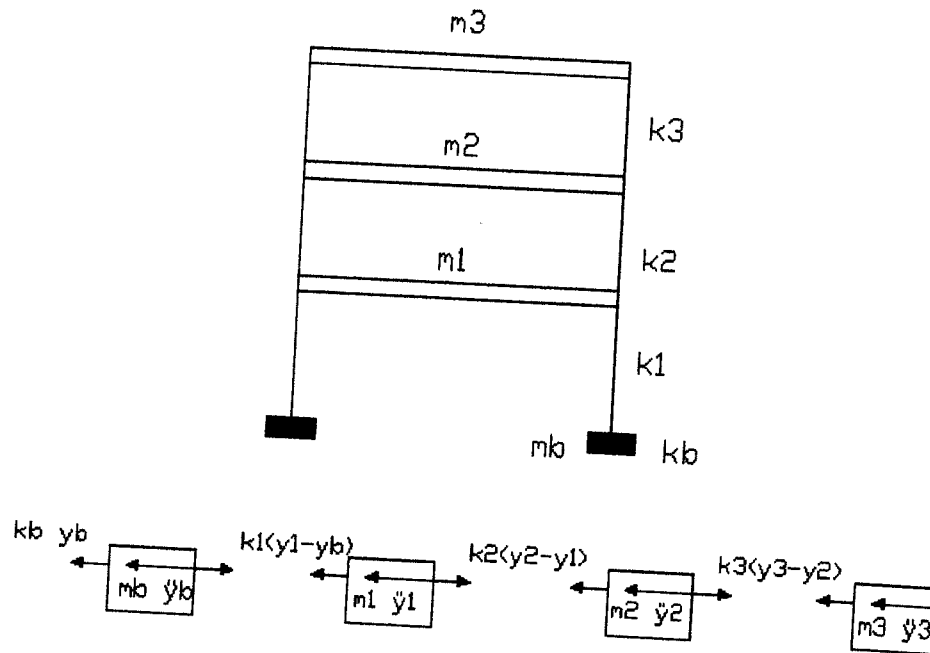 m3
k3
m2
k2
m1
k1
mb kb
kb yb
k1(y1-yb)
k2(y2-y1)
k3(y3-y2)
mb ÿb
m1 ÿ1
m2 ÿ2
m3 ÿ3